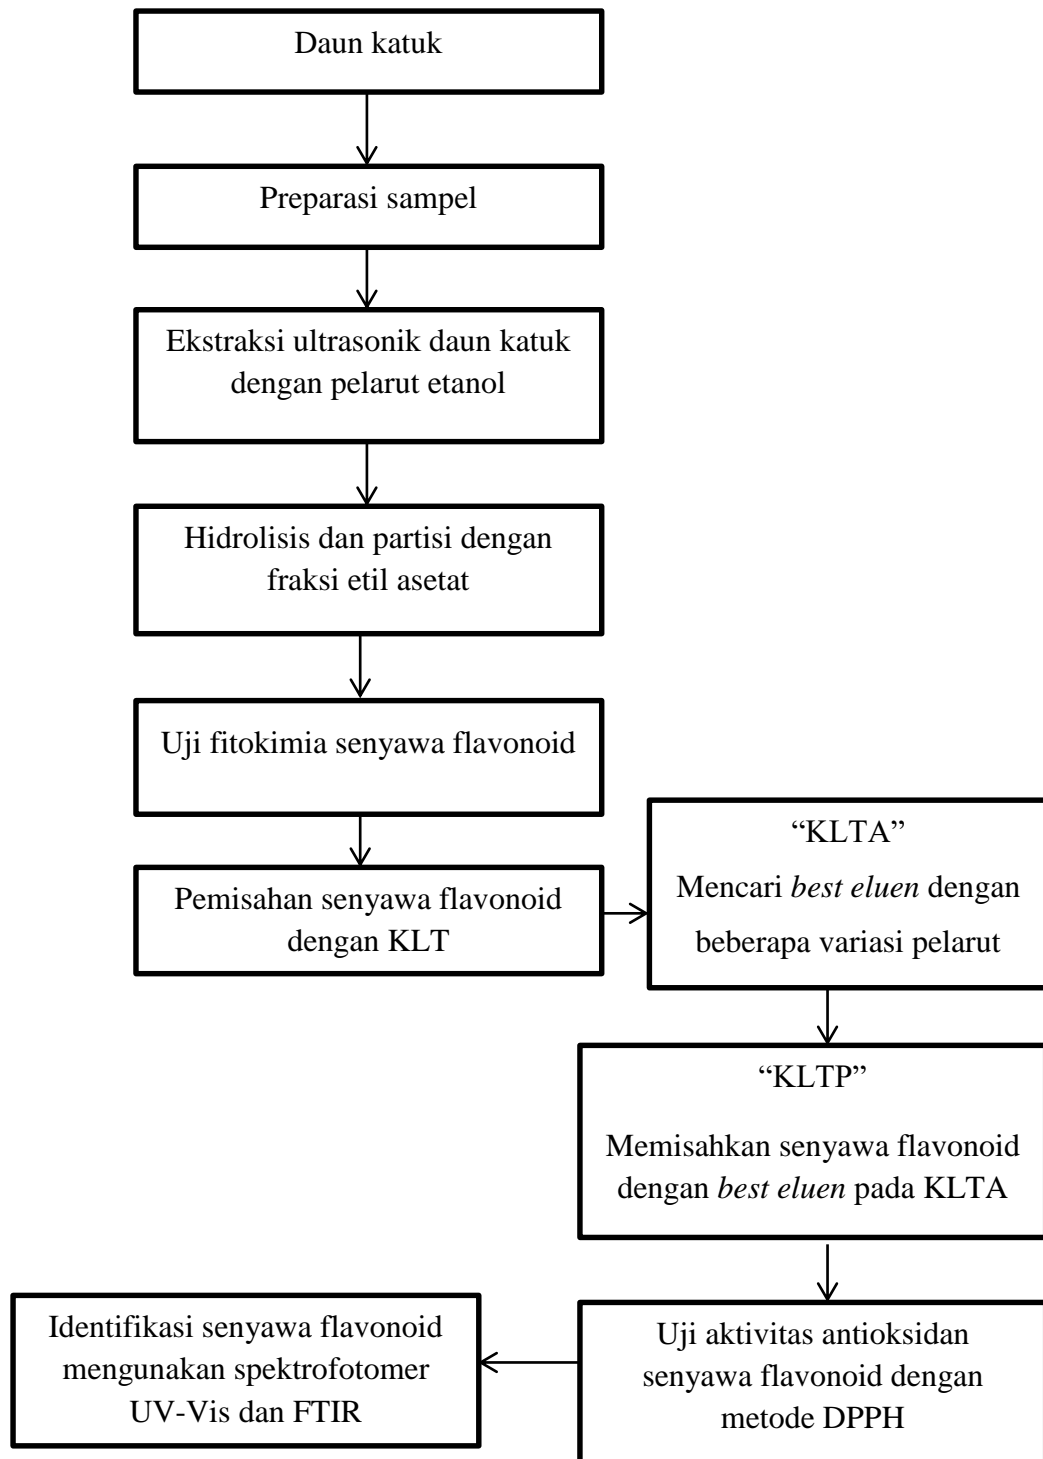 Daun katuk
Preparasi sampel
Ekstraksi ultrasonik daun katuk
dengan pelarut etanol
Hidrolisis dan partisi dengan
fraksi etil asetat
Uji fitokimia senyawa flavonoid
Pemisahan senyawa flavonoid
dengan KLT
“KLTA”
Mencari best eluen dengan
beberapa variasi pelarut
“KLTP”
Memisahkan senyawa flavonoid
dengan best eluen pada KLTA
Uji aktivitas antioksidan
senyawa flavonoid dengan
metode DPPH
Identifikasi senyawa flavonoid
mengunakan spektrofotomer
UV-Vis dan FTIR